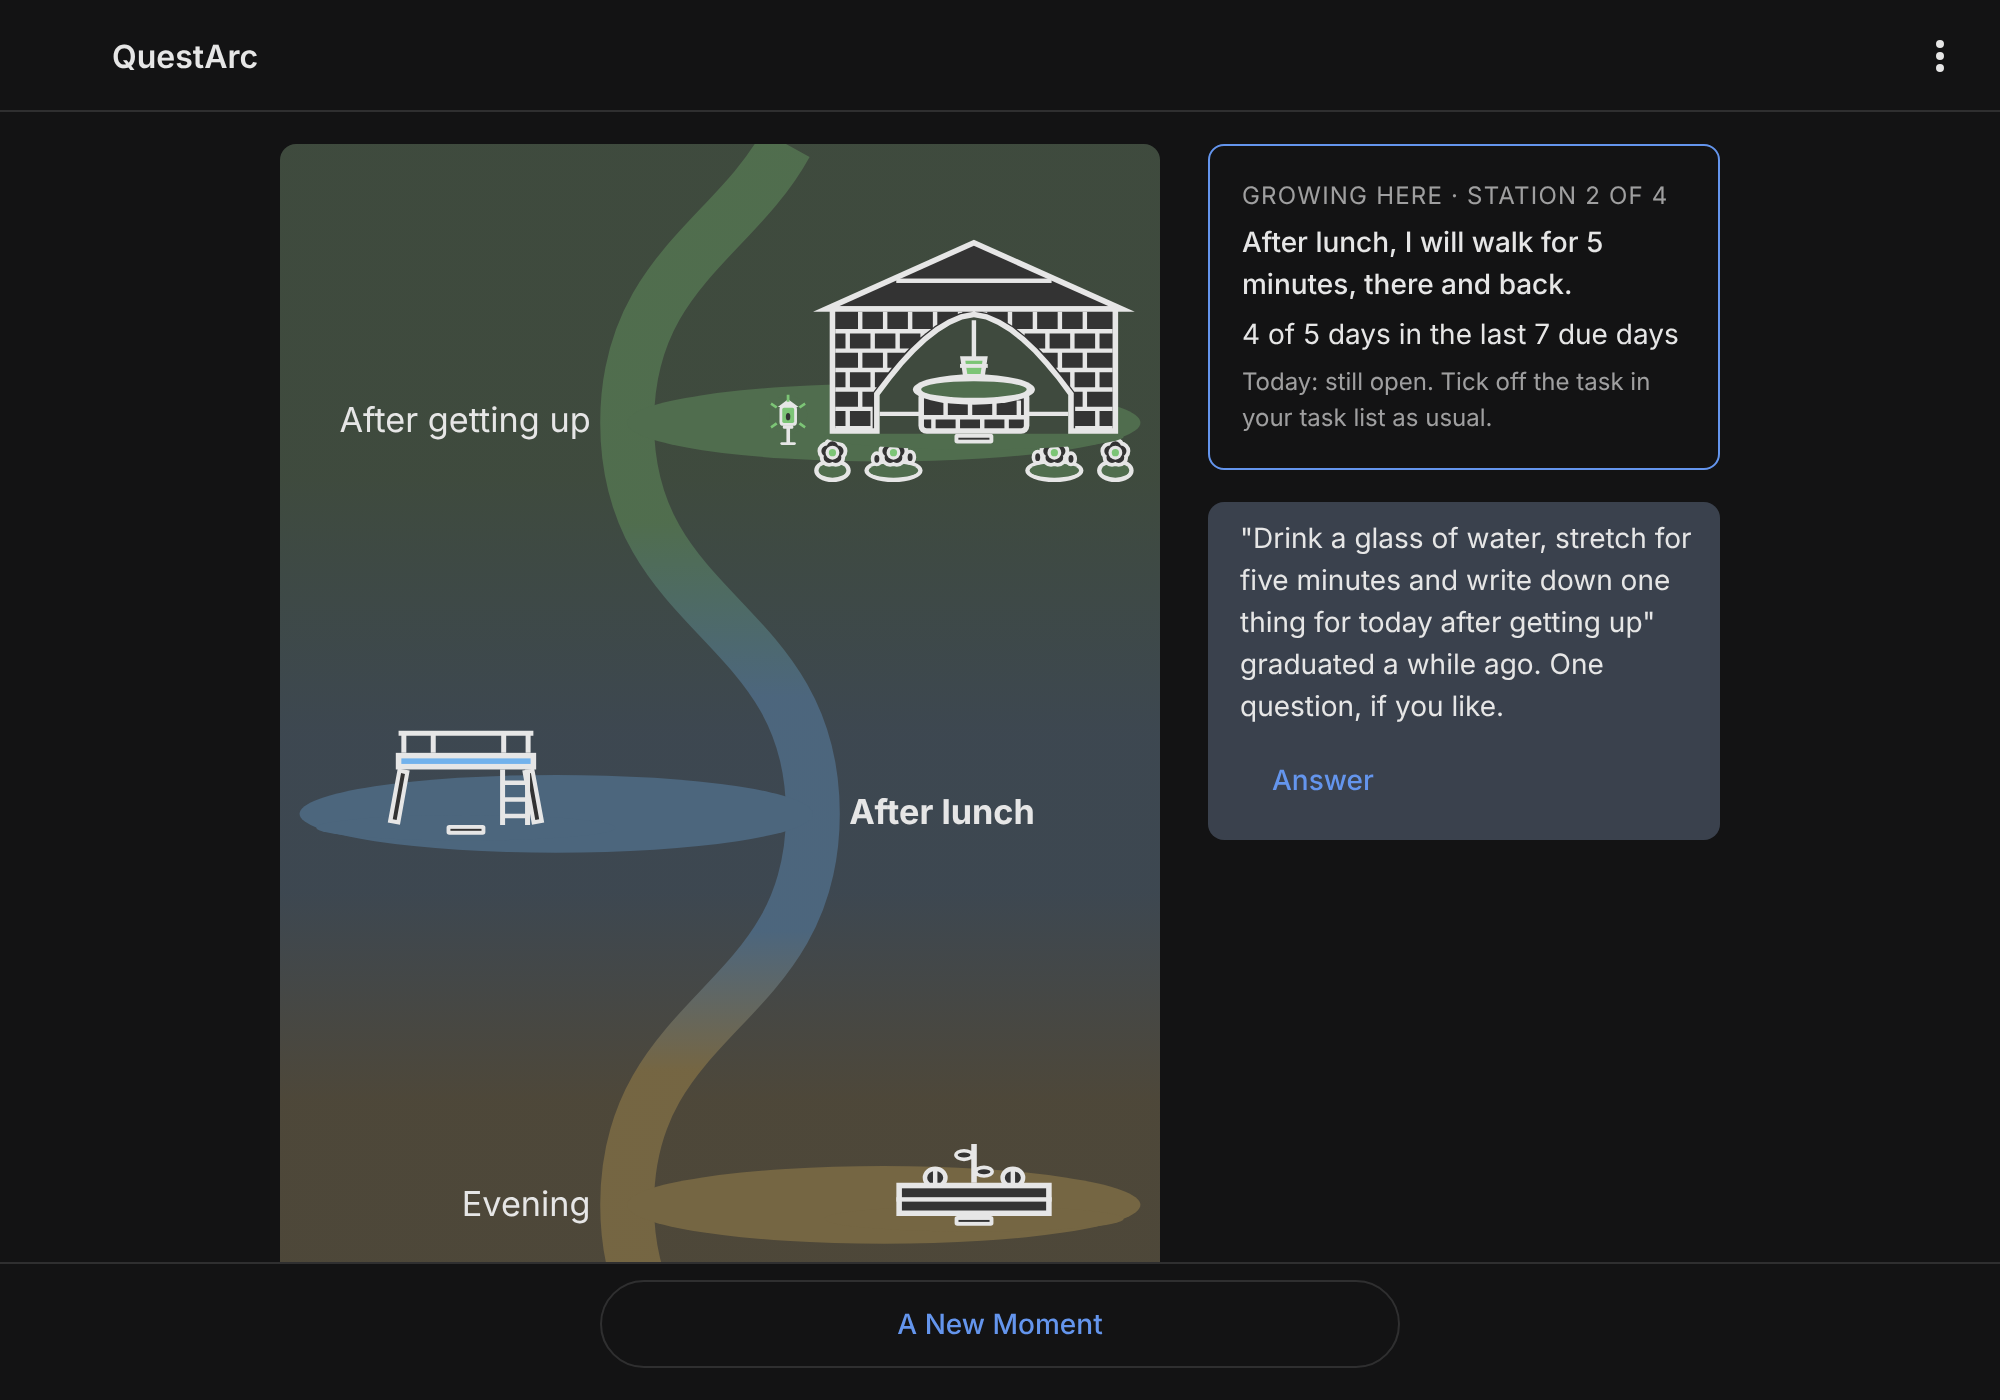 QuestArc
After getting up
After lunch
Evening
GROWING HERE · STATION 2 OF 4
After lunch, I will walk for 5
minutes, there and back.
4 of 5 days in the last 7 due days
Today: still open. Tick off the task in
your task list as usual.
"Drink a glass of water, stretch for
five minutes and write down one
thing for today after getting up"
graduated a while ago. One
question, if you like.
Answer
A New Moment